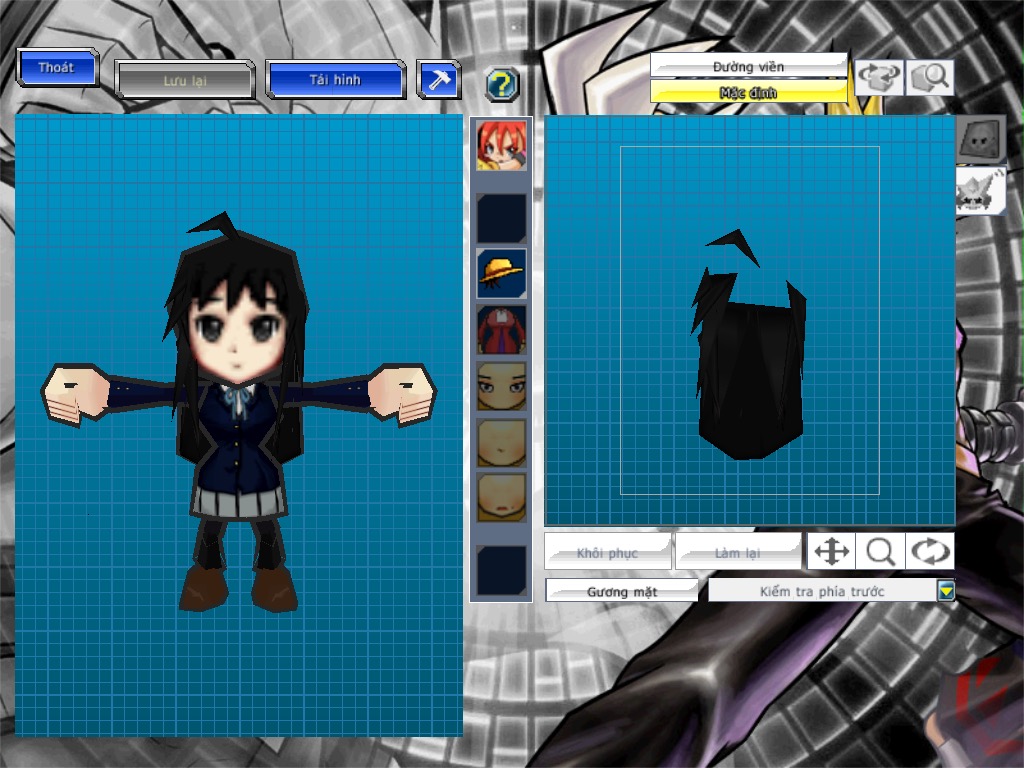 Thoát
Lưu lại
Tải hình
Đường viền
Mặc định
Khôi phục
Làm lại
Gương mặt
Kiểm tra phía trước